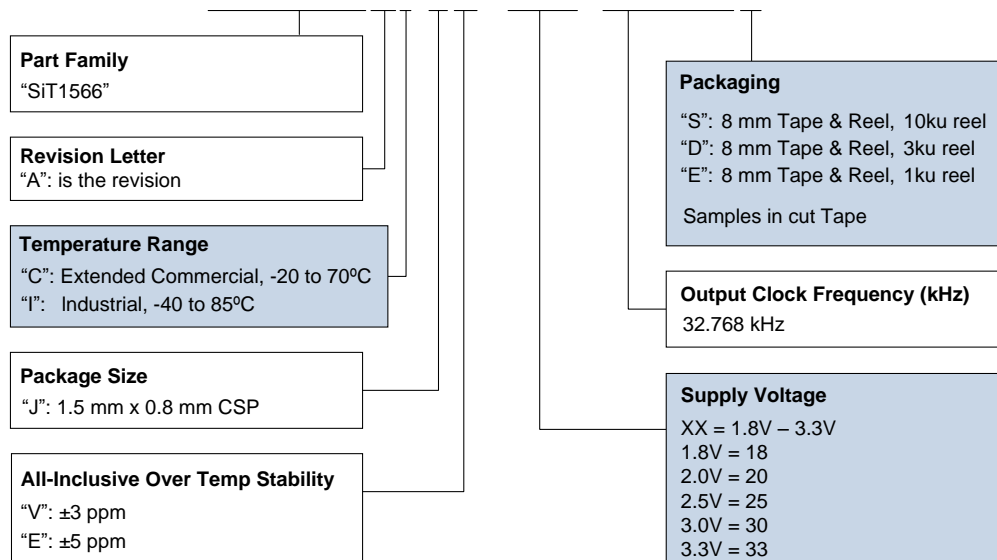 Part Family
“SiT1566”
Revision Letter
“A”: is the revision
Temperature Range
“C”: Extended Commercial, -20 to 70ºC
“I”: Industrial, -40 to 85ºC
Package Size
“J”: 1.5 mm x 0.8 mm CSP
All-Inclusive Over Temp Stability
“V”: ±3 ppm
“E”: ±5 ppm
Packaging
“S”: 8 mm Tape & Reel, 10ku reel
“D”: 8 mm Tape & Reel, 3ku reel
“E”: 8 mm Tape & Reel, 1ku reel
Samples in cut Tape
Output Clock Frequency (kHz)
32.768 kHz
Supply Voltage
XX = 1.8V – 3.3V
1.8V = 18
2.0V = 20
2.5V = 25
3.0V = 30
3.3V = 33